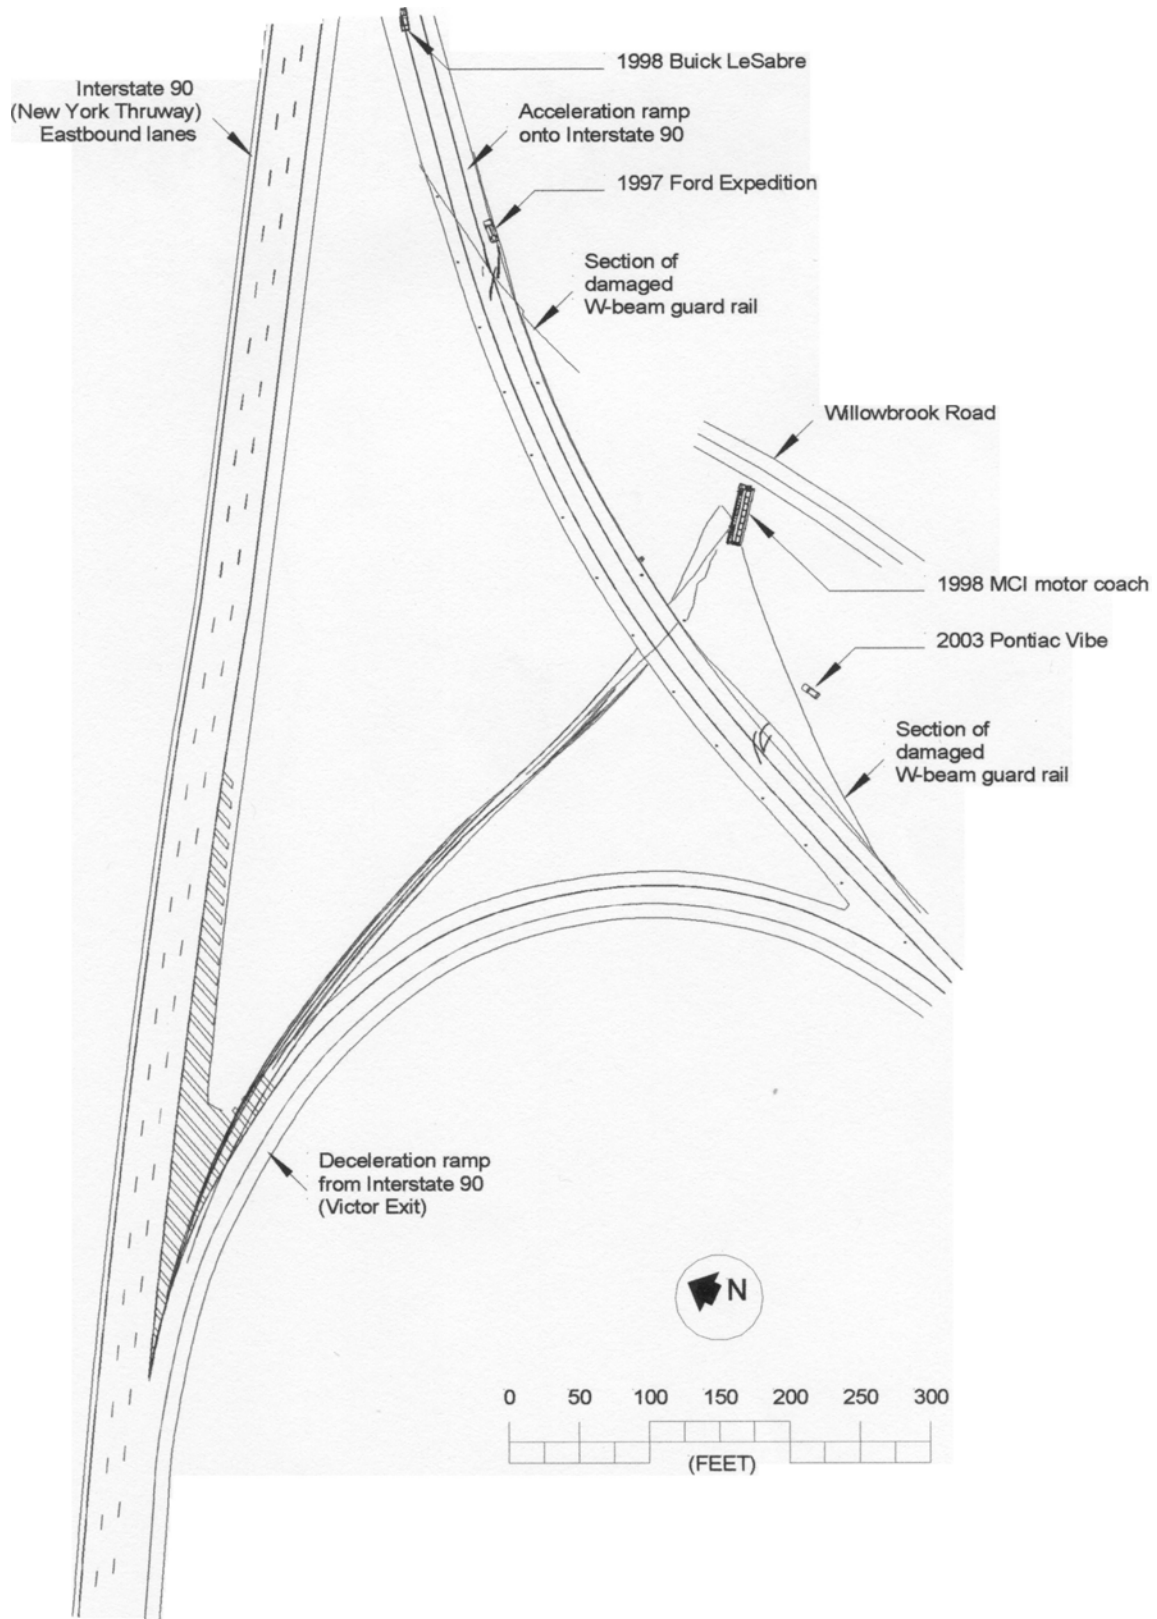 1998 Buick LeSabre
Interstate 90
(New York Thruway)
Eastbound lanes
Acceleration ramp
onto Interstate 90
1997 Ford Expedition
Section of
damaged
W-beam guard rail
Willowbrook Road
1998 MCI motor coach
2003 Pontiac Vibe
Section of
damaged
W-beam guard rail
Deceleration ramp
from Interstate 90
(Victor Exit)
N
0 50 100 150 200 250 300
(FEET)